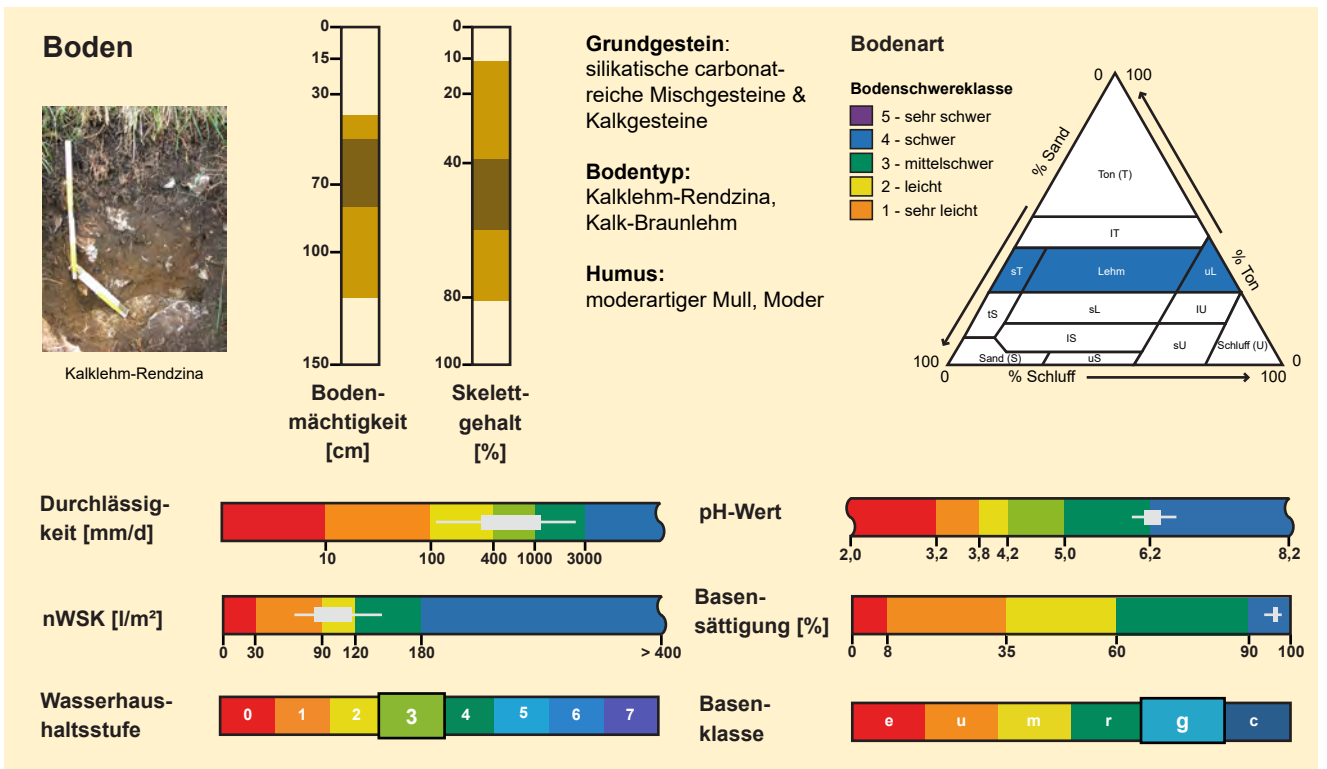 Boden
Kalklehm-Rendzina
0
15
30
70
100
150
Boden-
mächtigkeit
[cm]
0
10
20
40
80
100
Skelett-
gehalt
[%]
Grundgestein:
silikatische carbonat-
reiche Mischgesteine &
Kalkgesteine
Bodentyp:
Kalklehm-Rendzina,
Kalk-Braunlehm
Humus:
moderartiger Mull, Moder
Bodenart
Bodenschwereklasse
5 - sehr schwer
4 - schwer
3 - mittelschwer
2 - leicht
1 - sehr leicht
0 100
% Sand
% Ton
Ton (T)
lT
sT Lehm uL
tS sL lU
lS sU Schluff (U)
Sand (S) uS
100 0
0 % Schluff 100
Durchlässig-
keit [mm/d]
10 100 400 1000 3000
nWSK [l/m²]
0 30 90 120 180 > 400
Wasserhaus-
haltsstufe
0 1 2 3 4 5 6 7
pH-Wert
2,0 3,2 3,8 4,2 5,0 6,2 8,2
Basen-
sättigung [%]
0 8 35 60 90 100
Basen-
klasse
e u m r g c